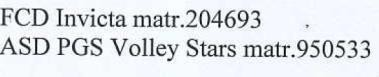 FCD Invicta matr.204693
ASD PGS Volley Stars matr.950533